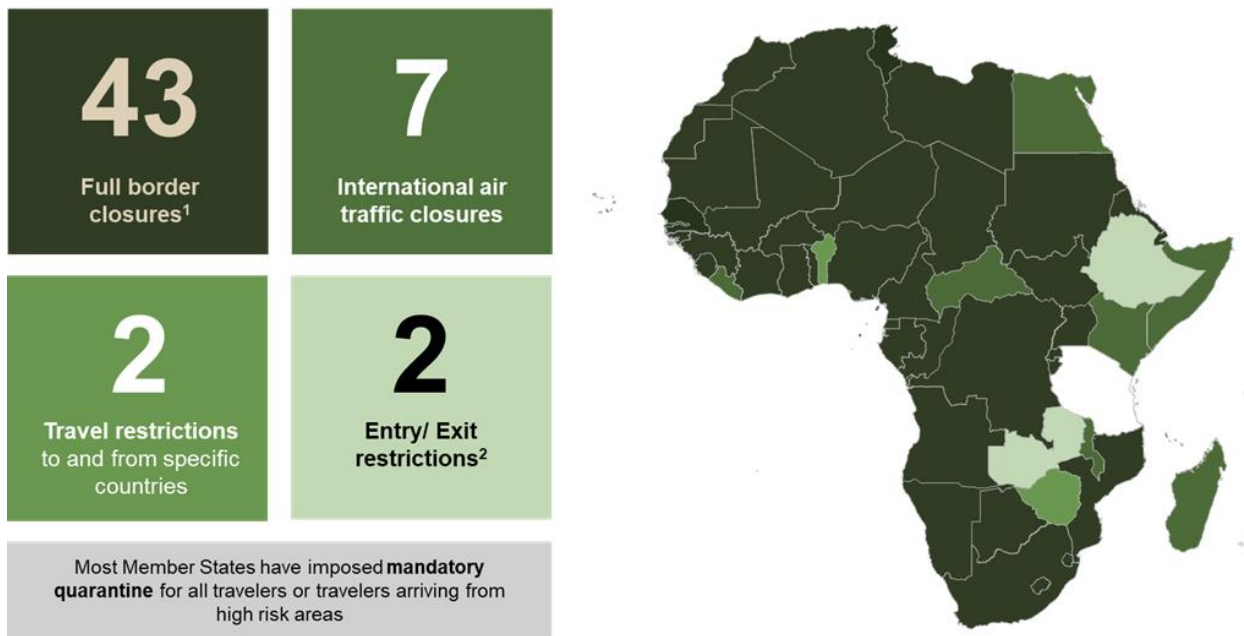 43
Full border
closures¹
7
International air
traffic closures
2
Travel restrictions
to and from specific
countries
2
Entry/ Exit
restrictions²
Most Member States have imposed mandatory
quarantine for all travelers or travelers arriving from
high risk areas